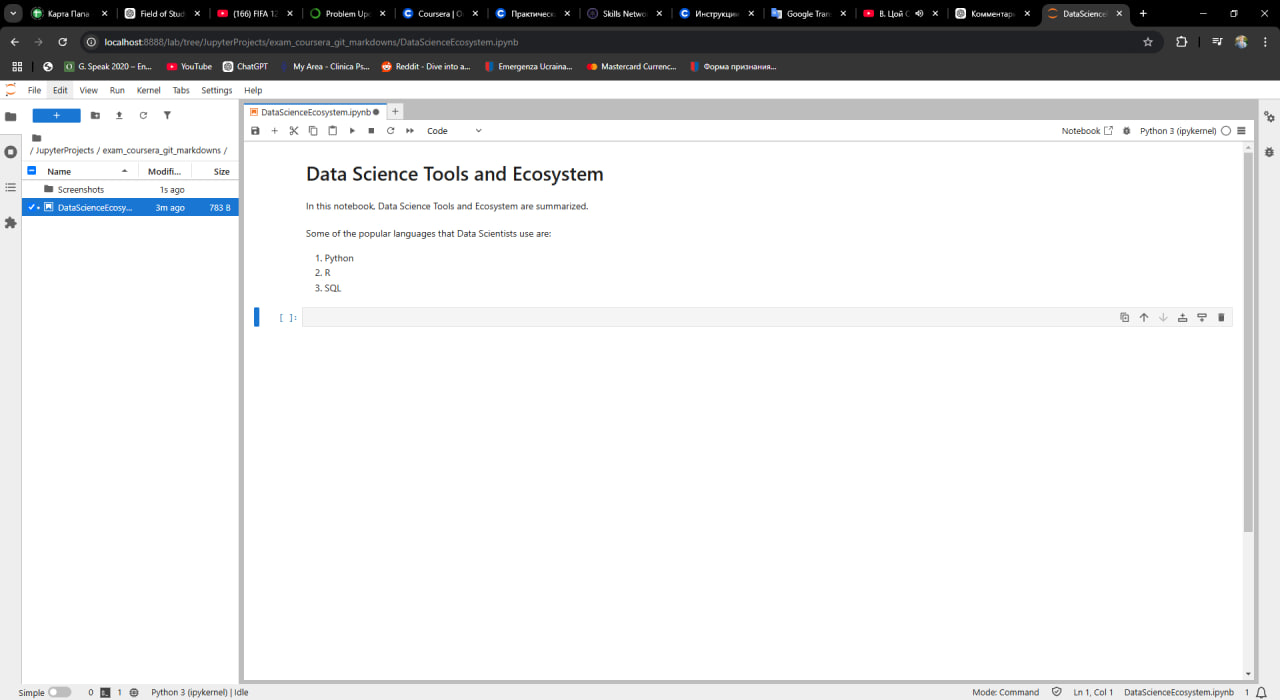 Карта Папа
Field of Stud
(166) FIFA 12
Problem Up
Coursera | O
Практическ
Skills Netwo
Инструкции
Google Tran
В. Цой
Комментар
DataScience
localhost:8888/lab/tree/JupyterProjects/exam_coursera_git_markdowns/DataScienceEcosystem.ipynb
G. Speak 2020 – En...
YouTube
ChatGPT
My Area - Clinica Ps...
Reddit - Dive into a...
Emergenza Ucraina...
Mastercard Currenc...
Форма признания...
File Edit View Run Kernel Tabs Settings Help
DataScienceEcosystem.ipynb
Code
Notebook
Python 3 (ipykernel)
/ JupyterProjects / exam_coursera_git_markdowns /
Name Modifi... Size
Screenshots 1s ago
DataScienceEcosy... 3m ago 783 B
Data Science Tools and Ecosystem
In this notebook, Data Science Tools and Ecosystem are summarized.
Some of the popular languages that Data Scientists use are:
1. Python
2. R
3. SQL
[ ]:
Simple 0 1 Python 3 (ipykernel) | Idle
Mode: Command Ln 1, Col 1 DataScienceEcosystem.ipynb 1